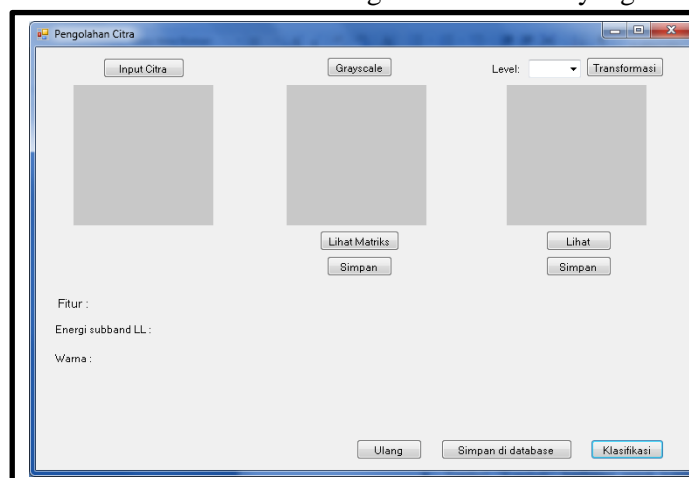 Pengolahan Citra
Input Citra Grayscale Level: Transformasi
Lihat Matriks Lihat
Simpan Simpan
Fitur :
Energi subband LL :
Warna :
Ulang Simpan di database Klasifikasi